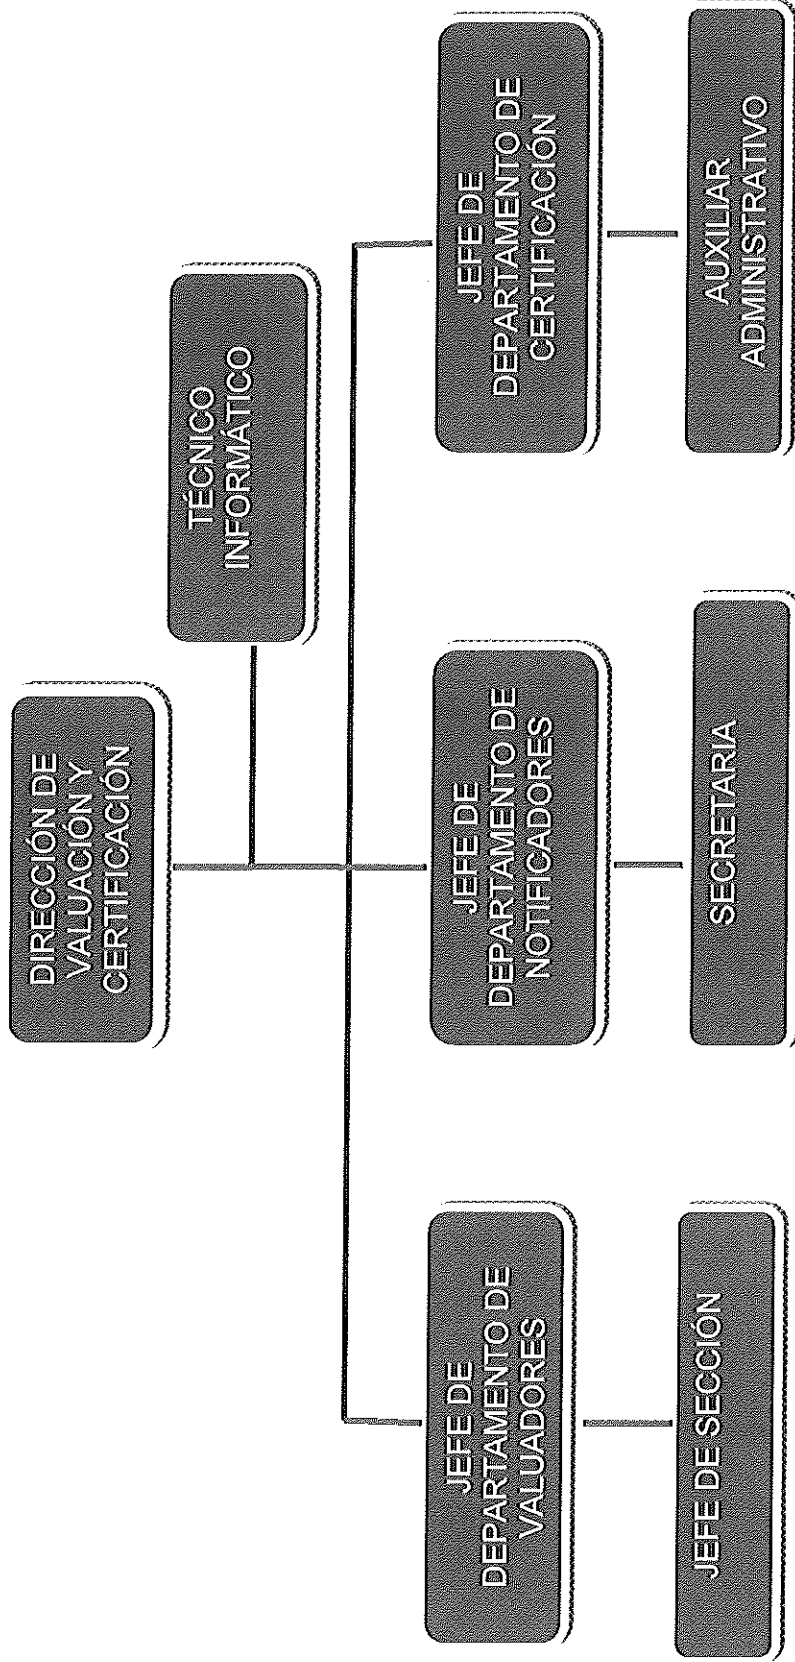 DIRECCIÓN DE
VALUACIÓN Y
CERTIFICACIÓN
TÉCNICO
INFORMÁTICO
JEFE DE
DEPARTAMENTO DE
VALUADORES
JEFE DE
DEPARTAMENTO DE
NOTIFICADORES
JEFE DE
DEPARTAMENTO DE
CERTIFICACIÓN
JEFE DE SECCIÓN
SECRETARIA
AUXILIAR
ADMINISTRATIVO